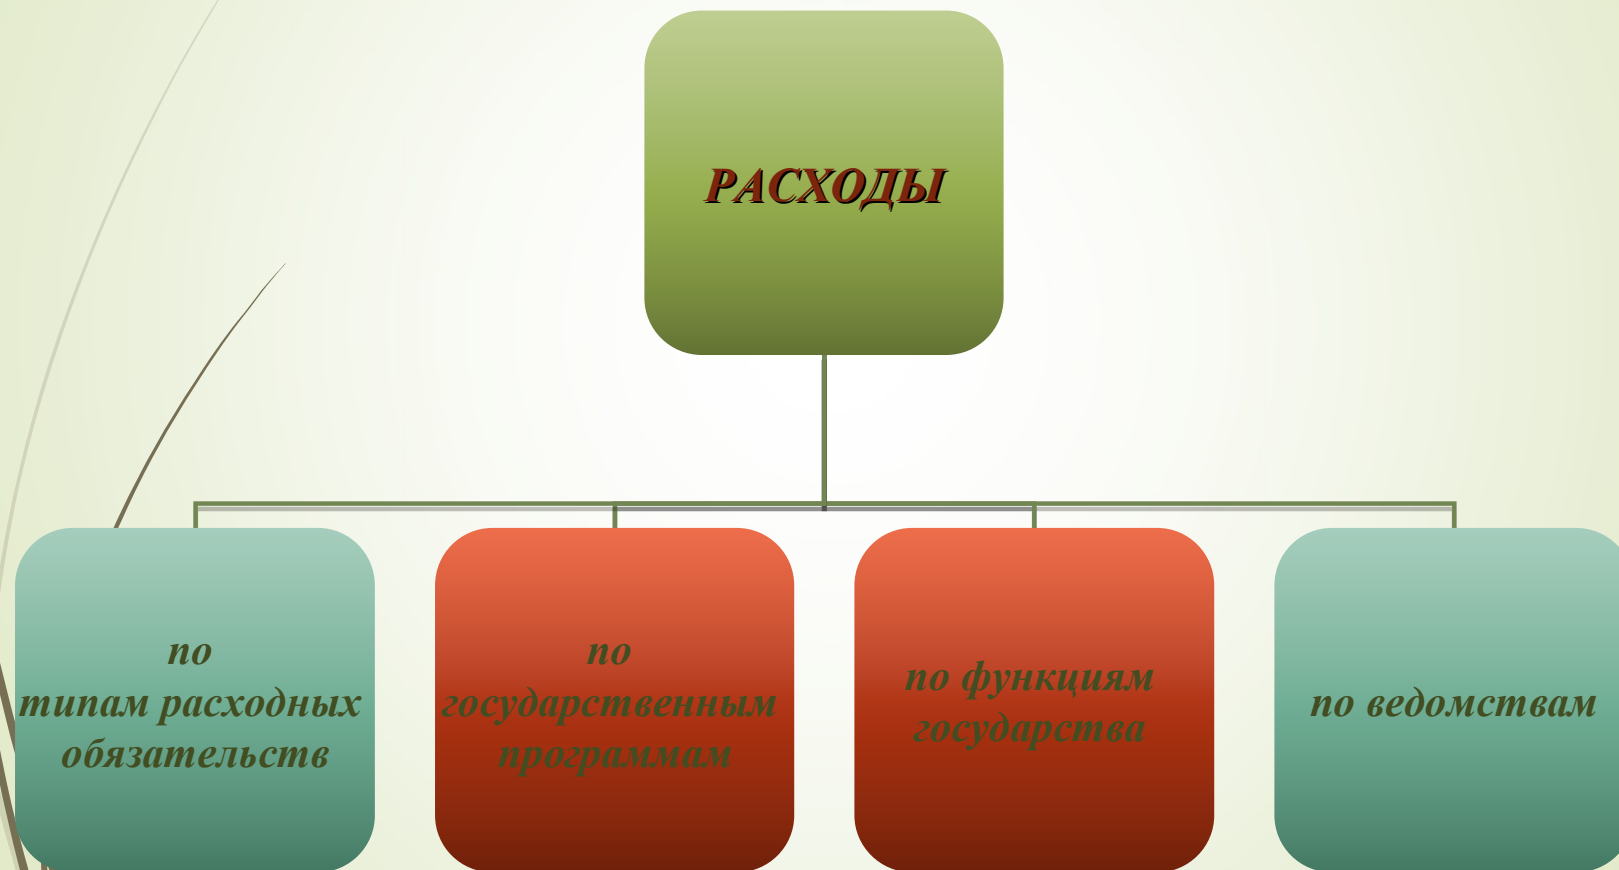 РАСХОДЫ
по
типам расходных
обязательств
по
государственным
программам
по функциям
государства
по ведомствам